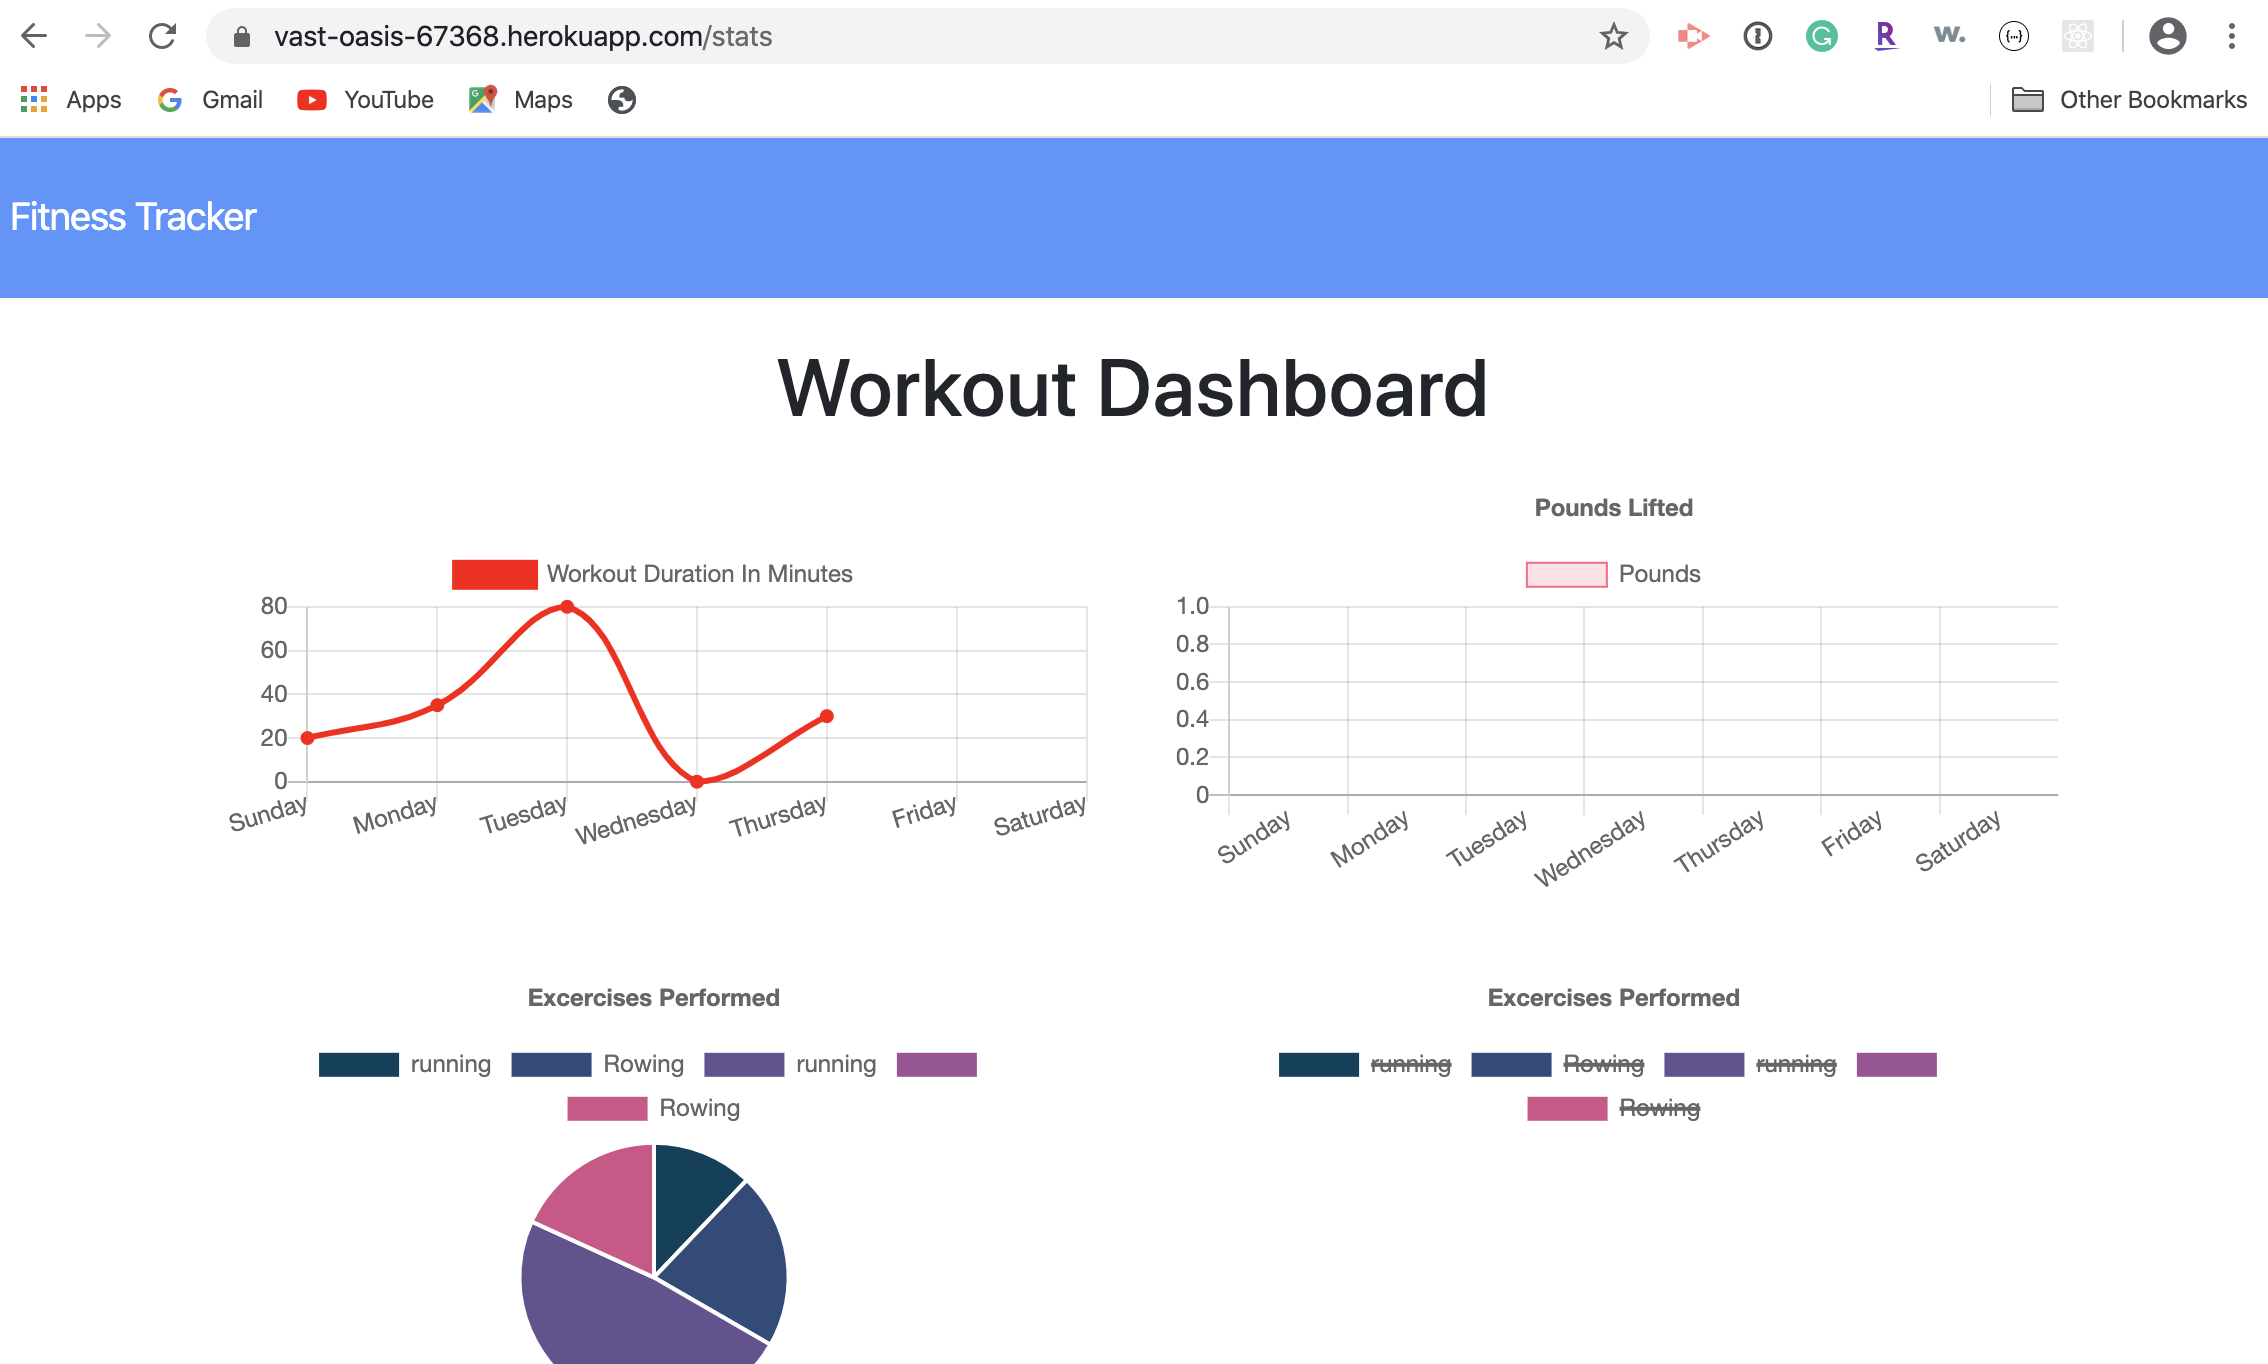 vast-oasis-67368.herokuapp.com/stats
Apps Gmail YouTube Maps Other Bookmarks
Fitness Tracker
Workout Dashboard
Workout Duration In Minutes
80
60
40
20
0
Sunday Monday Tuesday Wednesday Thursday Friday Saturday
Pounds Lifted
Pounds
1.0
0.8
0.6
0.4
0.2
0
Sunday Monday Tuesday Wednesday Thursday Friday Saturday
Excercises Performed
running Rowing running
Rowing
Excercises Performed
running Rowing running
Rowing